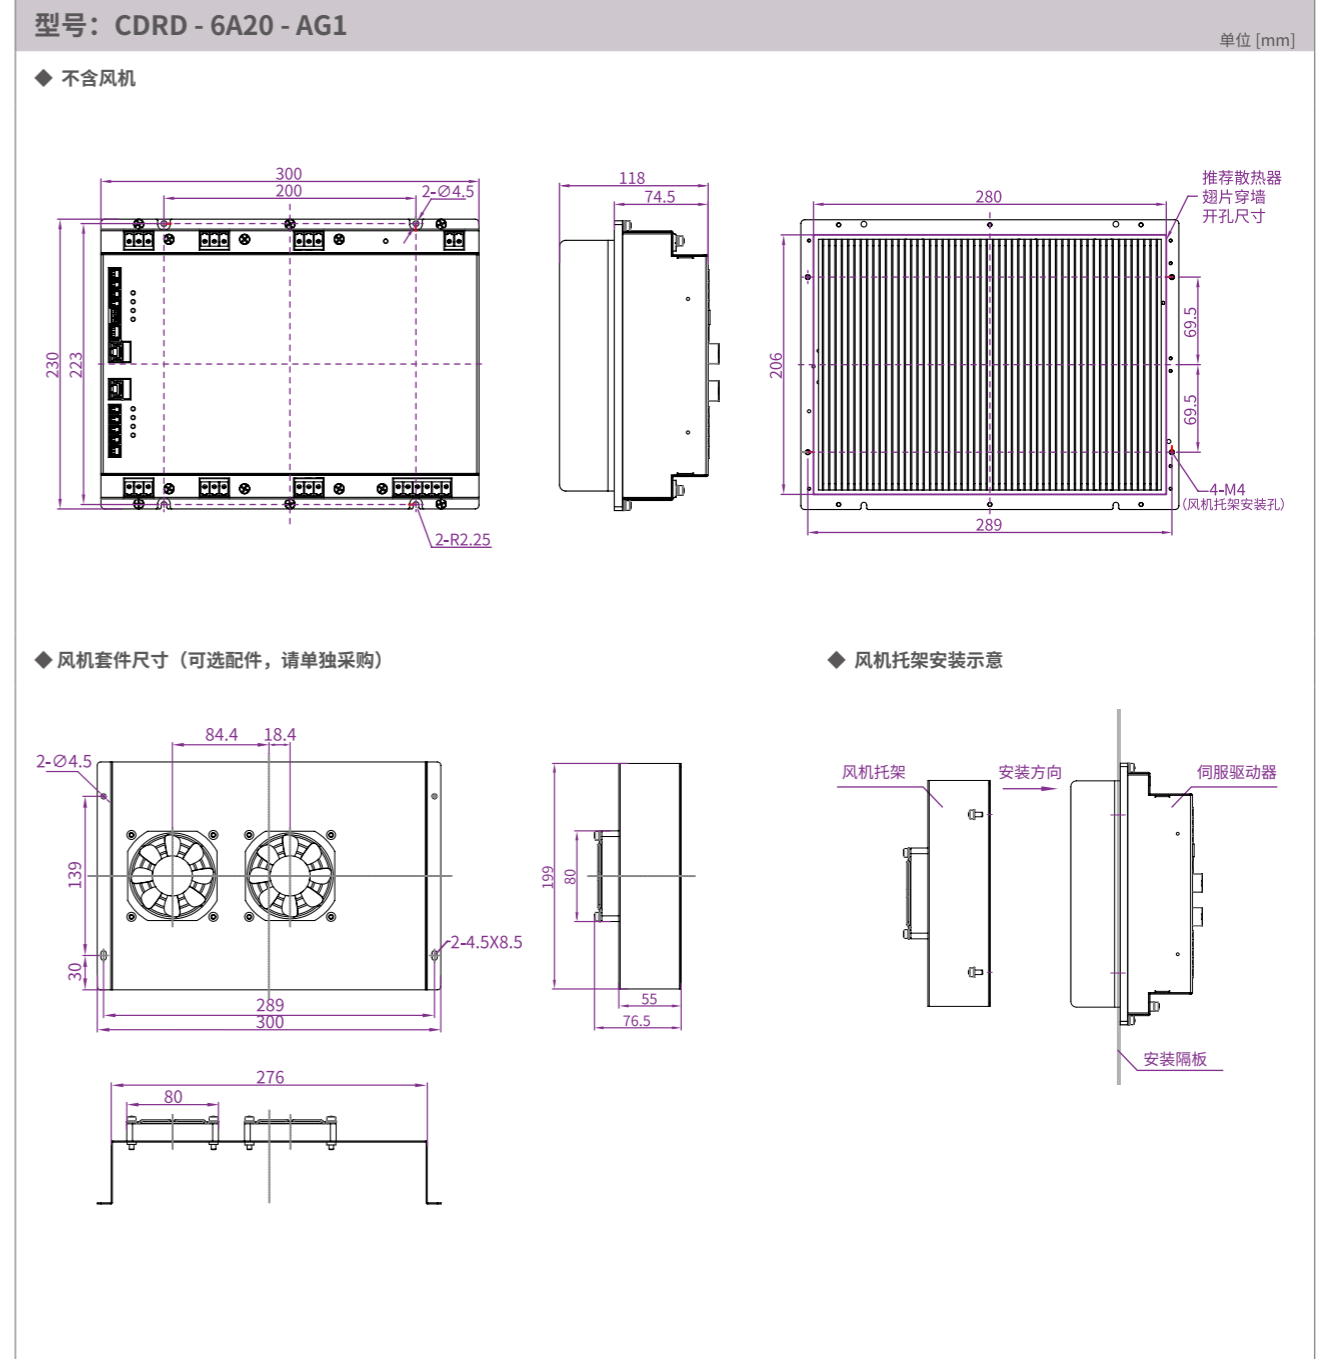 型号：CDRD - 6A20 - AG1
单位 [mm]
◆ 不含风机
300
200
2-∅4.5
230
223
2-R2.25
118
74.5
280
推荐散热器
翅片穿墙
开孔尺寸
206
69.5
69.5
4-M4
(风机托架安装孔)
289
◆ 风机套件尺寸（可选配件，请单独采购）
84.4
18.4
2-∅4.5
139
30
2-4.5X8.5
289
300
199
80
55
76.5
276
80
◆ 风机托架安装示意
风机托架
安装方向
伺服驱动器
安装隔板